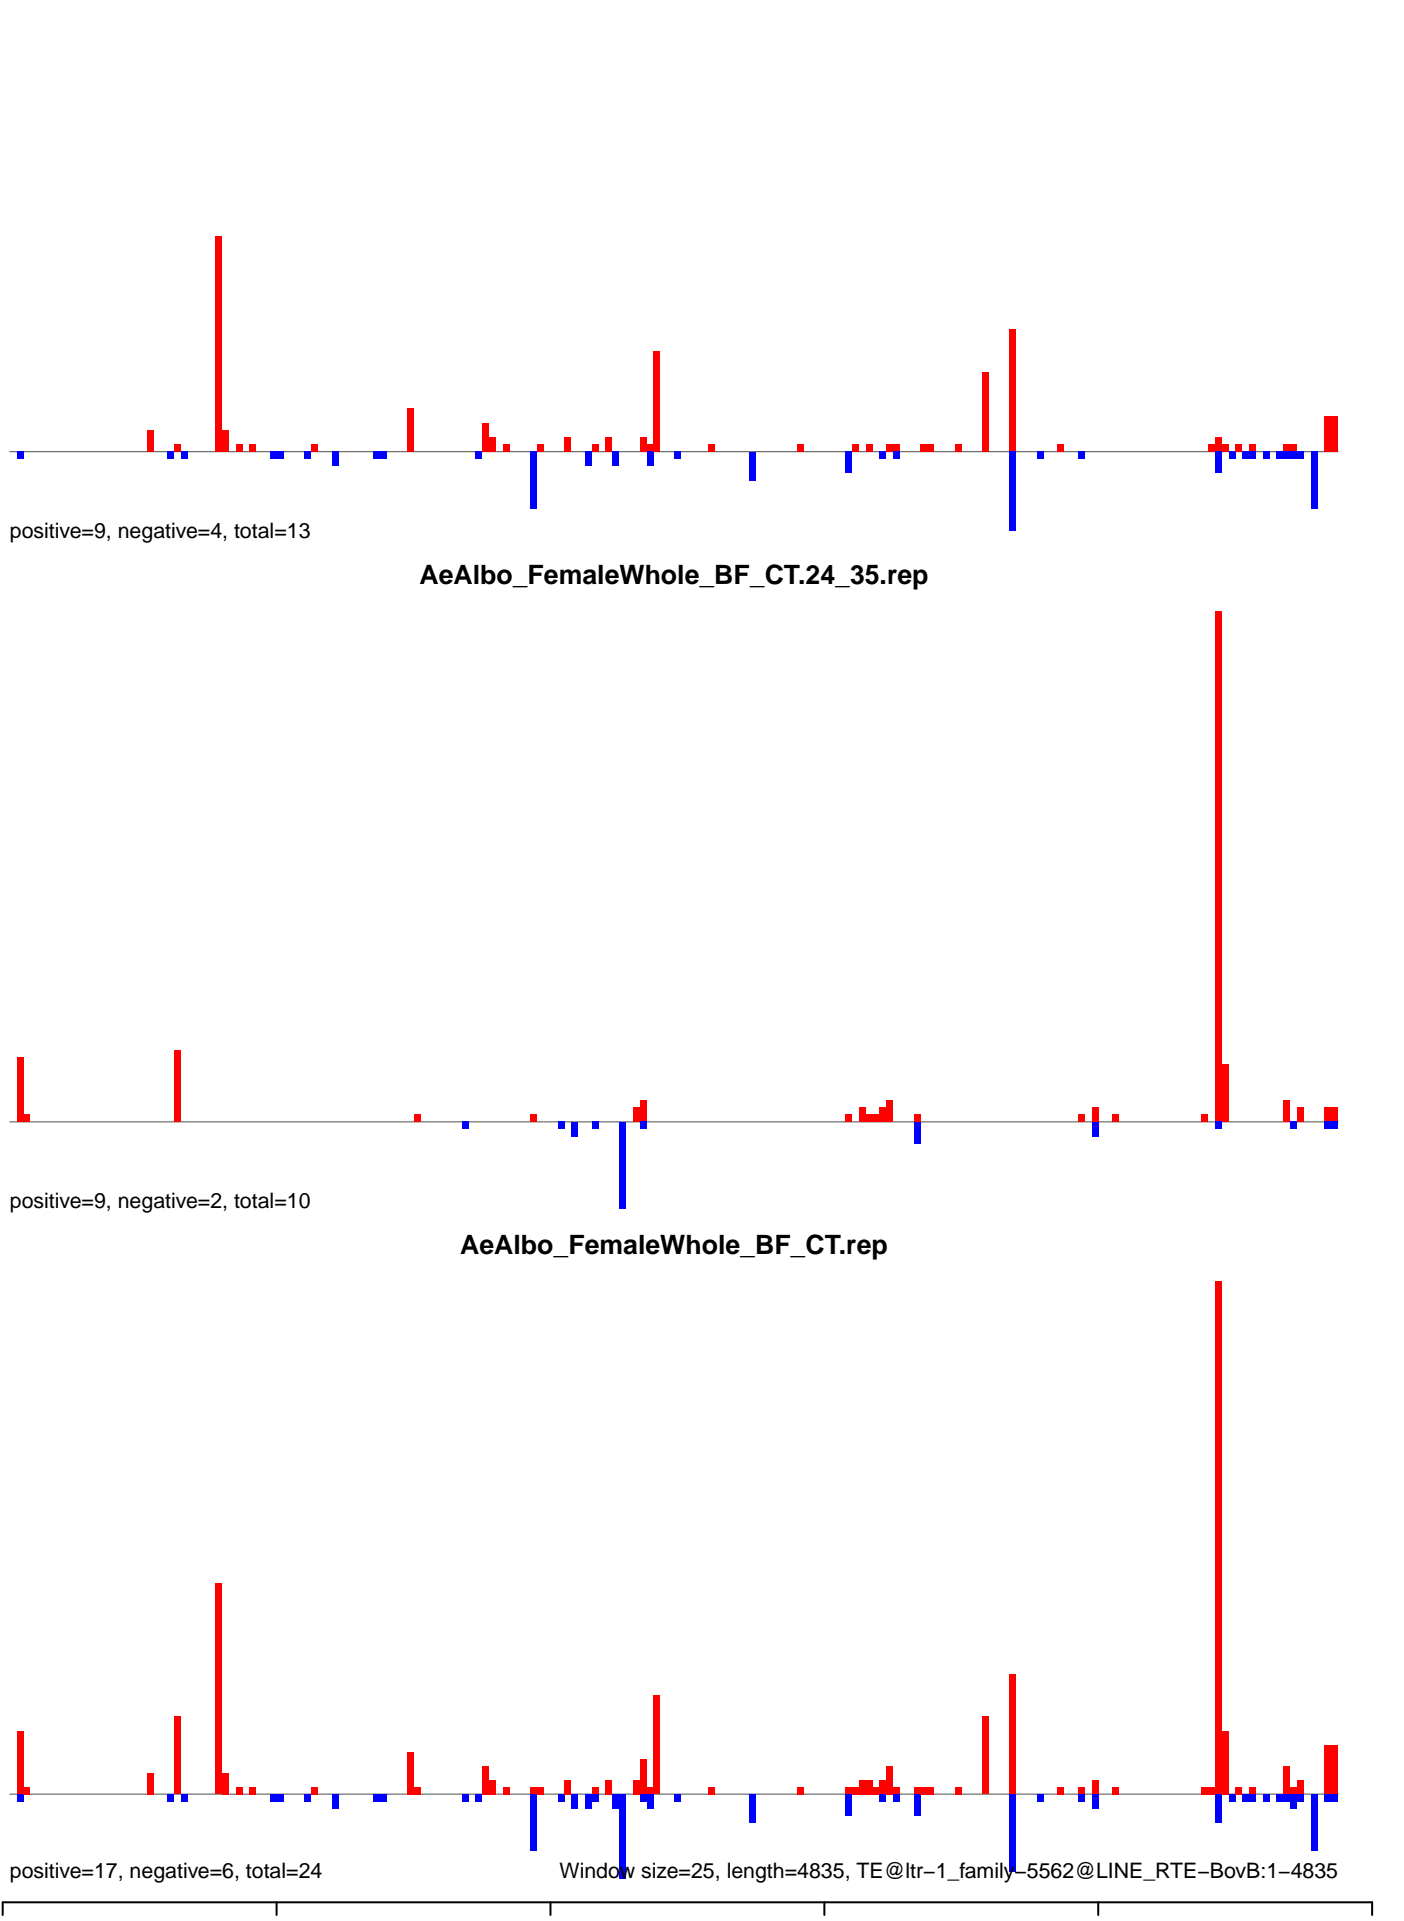 positive=9, negative=4, total=13
AeAlbo_FemaleWhole_BF_CT.24_35.rep
positive=9, negative=2, total=10
AeAlbo_FemaleWhole_BF_CT.rep
positive=17, negative=6, total=24
Window size=25, length=4835, TE@ltr−1_family−5562@LINE_RTE−BovB:1−4835